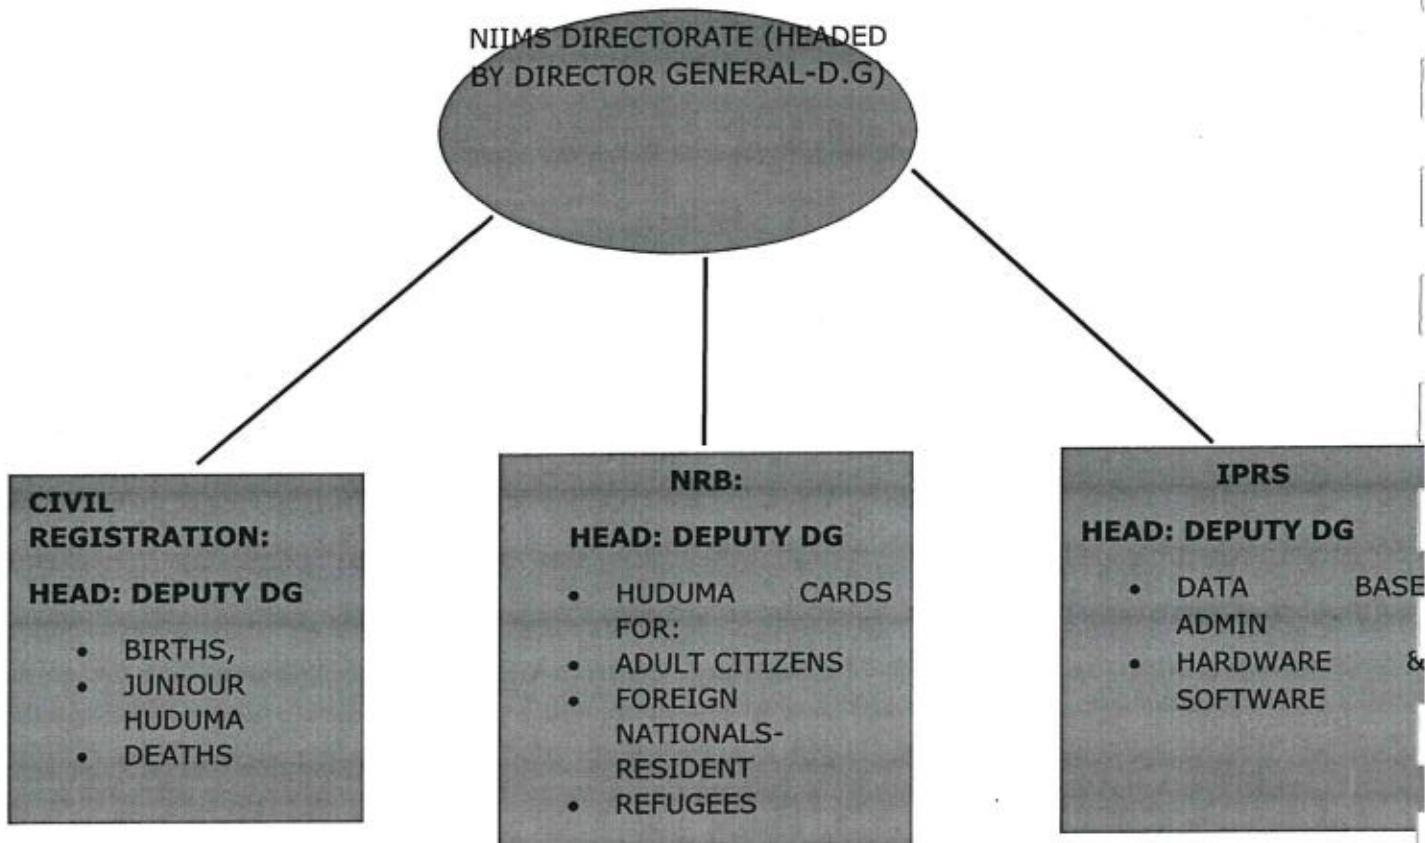 NIIMS DIRECTORATE (HEADED
BY DIRECTOR GENERAL-D.G)
CIVIL
REGISTRATION:
HEAD: DEPUTY DG
• BIRTHS,
• JUNIOUR
HUDUMA
• DEATHS
NRB:
HEAD: DEPUTY DG
• HUDUMA CARDS
FOR:
• ADULT CITIZENS
• FOREIGN
NATIONALS-
RESIDENT
• REFUGEES
IPRS
HEAD: DEPUTY DG
• DATA BASE
ADMIN
• HARDWARE &
SOFTWARE